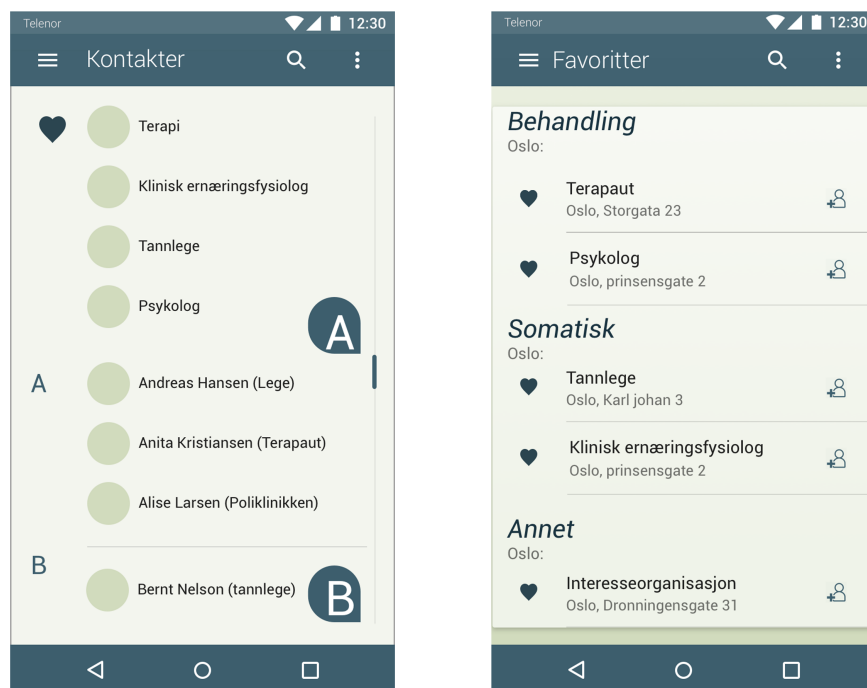 Telenor
12:30
Kontakter
Terapi
Klinisk ernæringsfysiolog
Tannlege
Psykolog
A
A
Andreas Hansen (Lege)
Anita Kristiansen (Terapaut)
Alise Larsen (Poliklinikken)
B
Bernt Nelson (tannlege)
B
Telenor
12:30
Favoritter
Behandling
Oslo:
Terapaut
Oslo, Storgata 23
Psykolog
Oslo, prinsensgate 2
Somatisk
Oslo:
Tannlege
Oslo, Karl johan 3
Klinisk ernæringsfysiolog
Oslo, prinsensgate 2
Annet
Oslo:
Interesseorganisasjon
Oslo, Dronningensgate 31